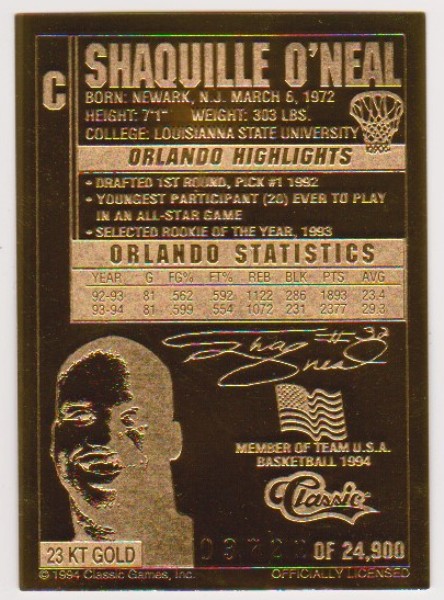 C
SHAQUILLE O'NEAL
BORN: NEWARK, N.J. MARCH 6, 1972
HEIGHT: 7'1" WEIGHT: 303 LBS.
COLLEGE: LOUISIANNA STATE UNIVERSITY
ORLANDO HIGHLIGHTS
• DRAFTED 1ST ROUND, PICK #1 1992
• YOUNGEST PARTICIPANT (20) EVER TO PLAY
IN AN ALL-STAR GAME
• SELECTED ROOKIE OF THE YEAR, 1993
ORLANDO STATISTICS
YEAR G FG% FT% REB BLK PTS AVG
92-93 81 562 592 1122 286 1893 23.4
93-94 81 599 554 1072 231 2377 29.3
Shaq O'neal #32
MEMBER OF TEAM U.S.A.
BASKETBALL 1994
Classic
23 KT GOLD
OF 24,900
© 1994 Classic Games, Inc.
OFFICIALLY LICENSED